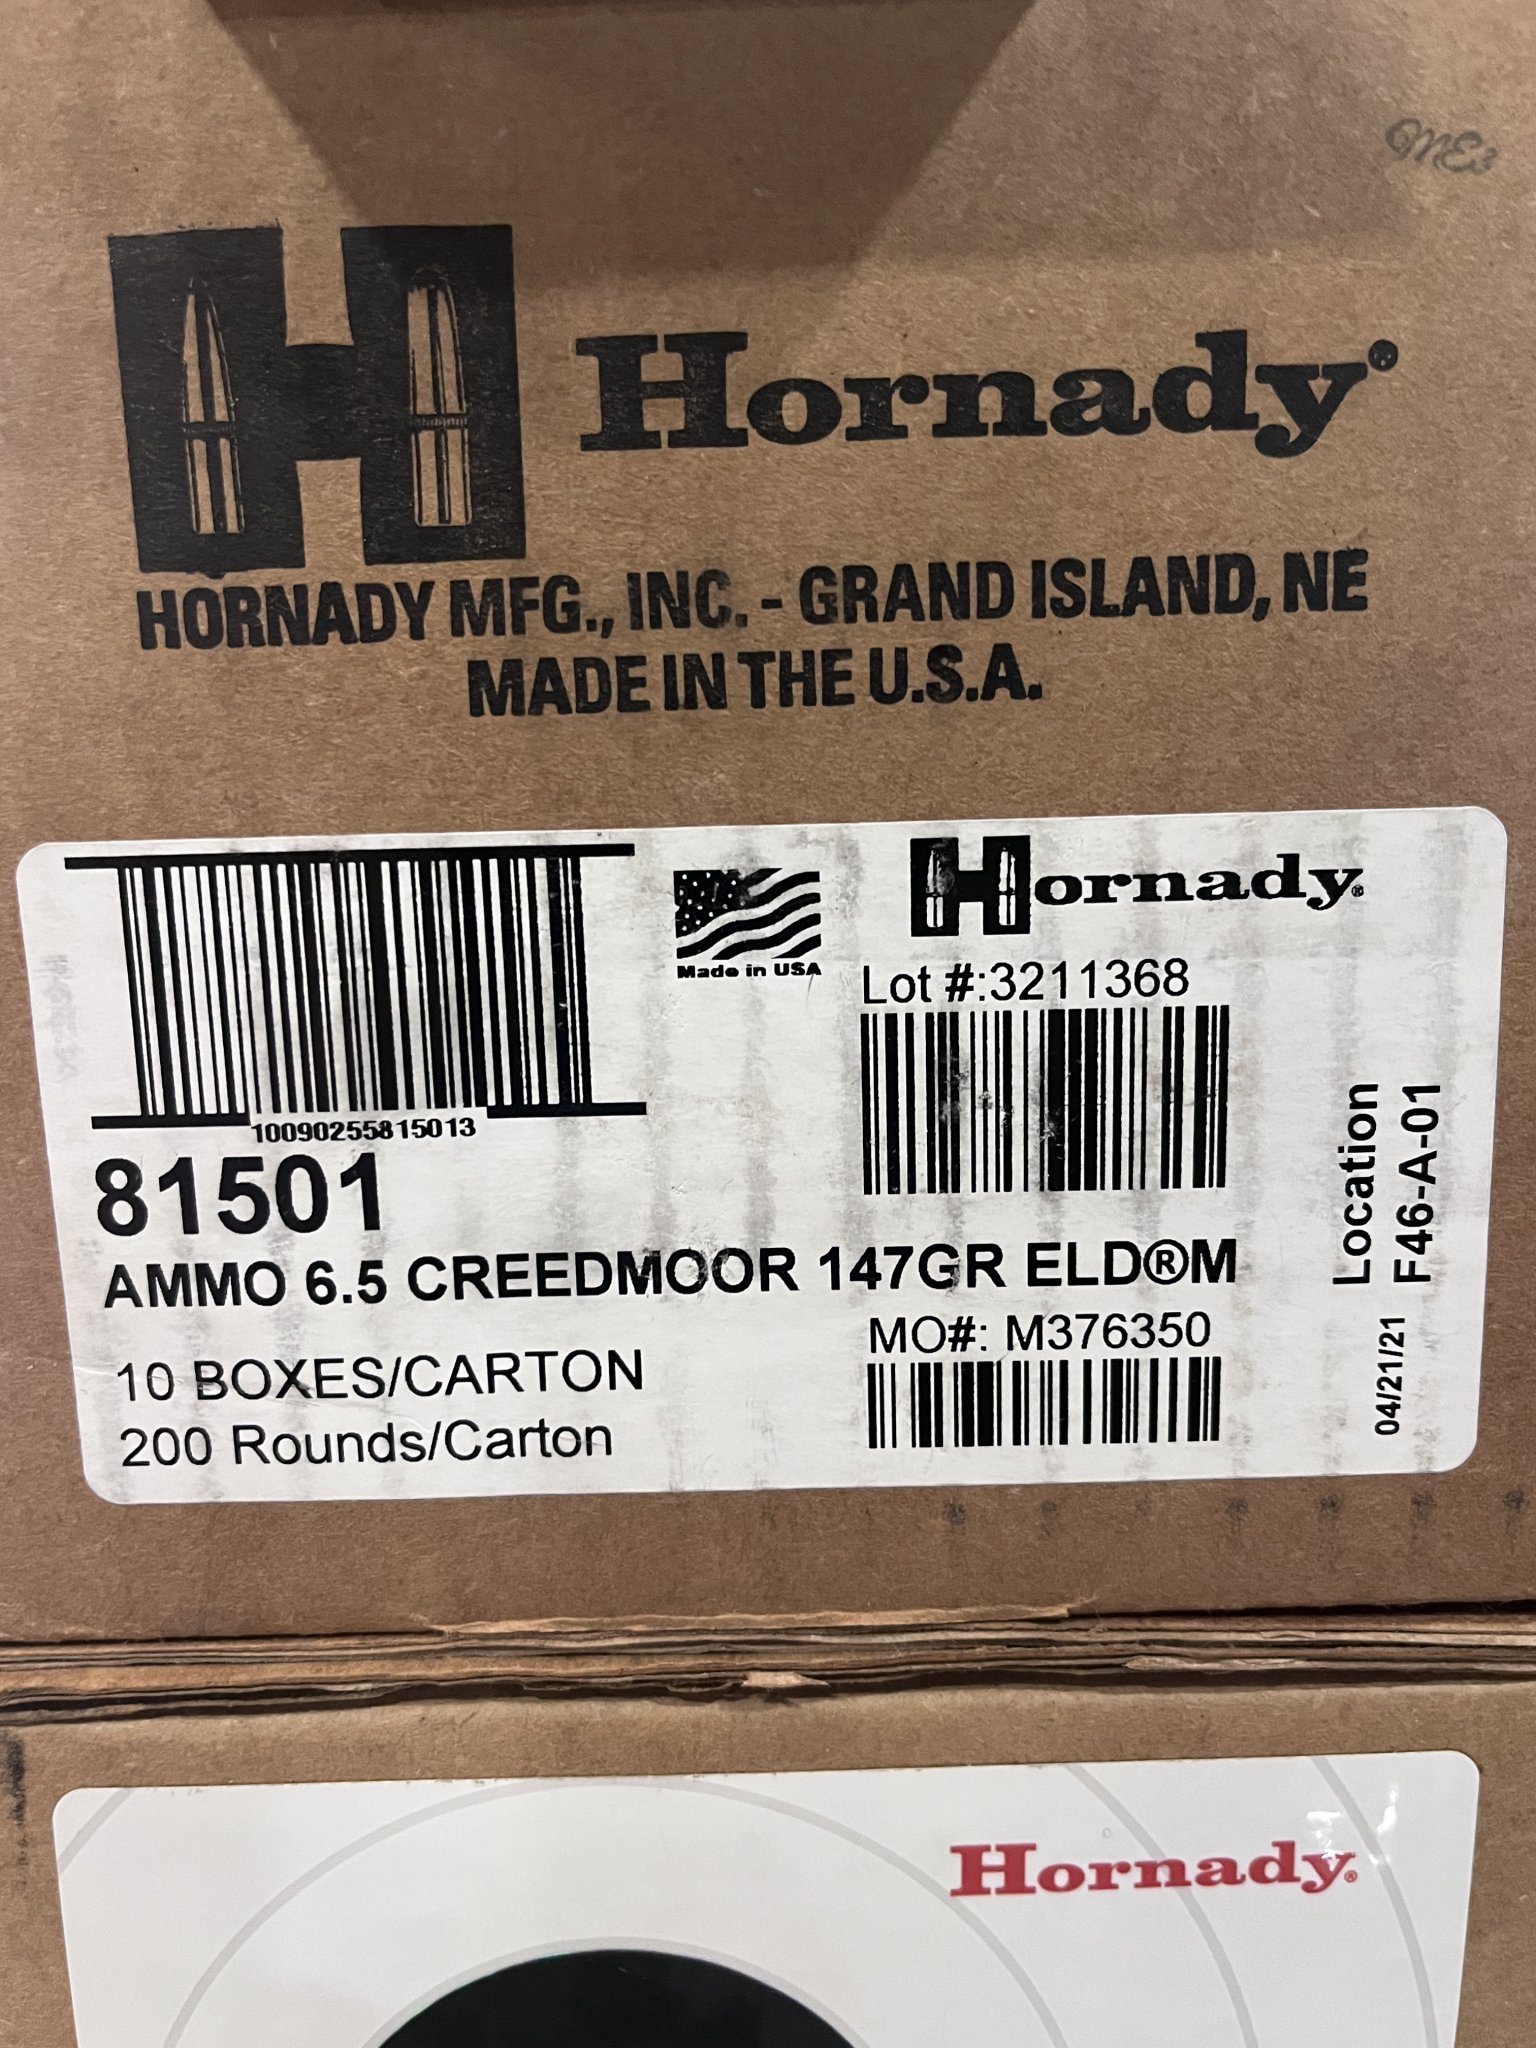 Hornady®
HORNADY MFG., INC. - GRAND ISLAND, NE
MADE IN THE U.S.A.
10090255815013
81501
AMMO 6.5 CREEDMOOR 147GR ELD®M
10 BOXES/CARTON
200 Rounds/Carton
Made in USA
Hornady®
Lot #:3211368
MO#: M376350
Location
F46-A-01
04/21/21
Hornady®